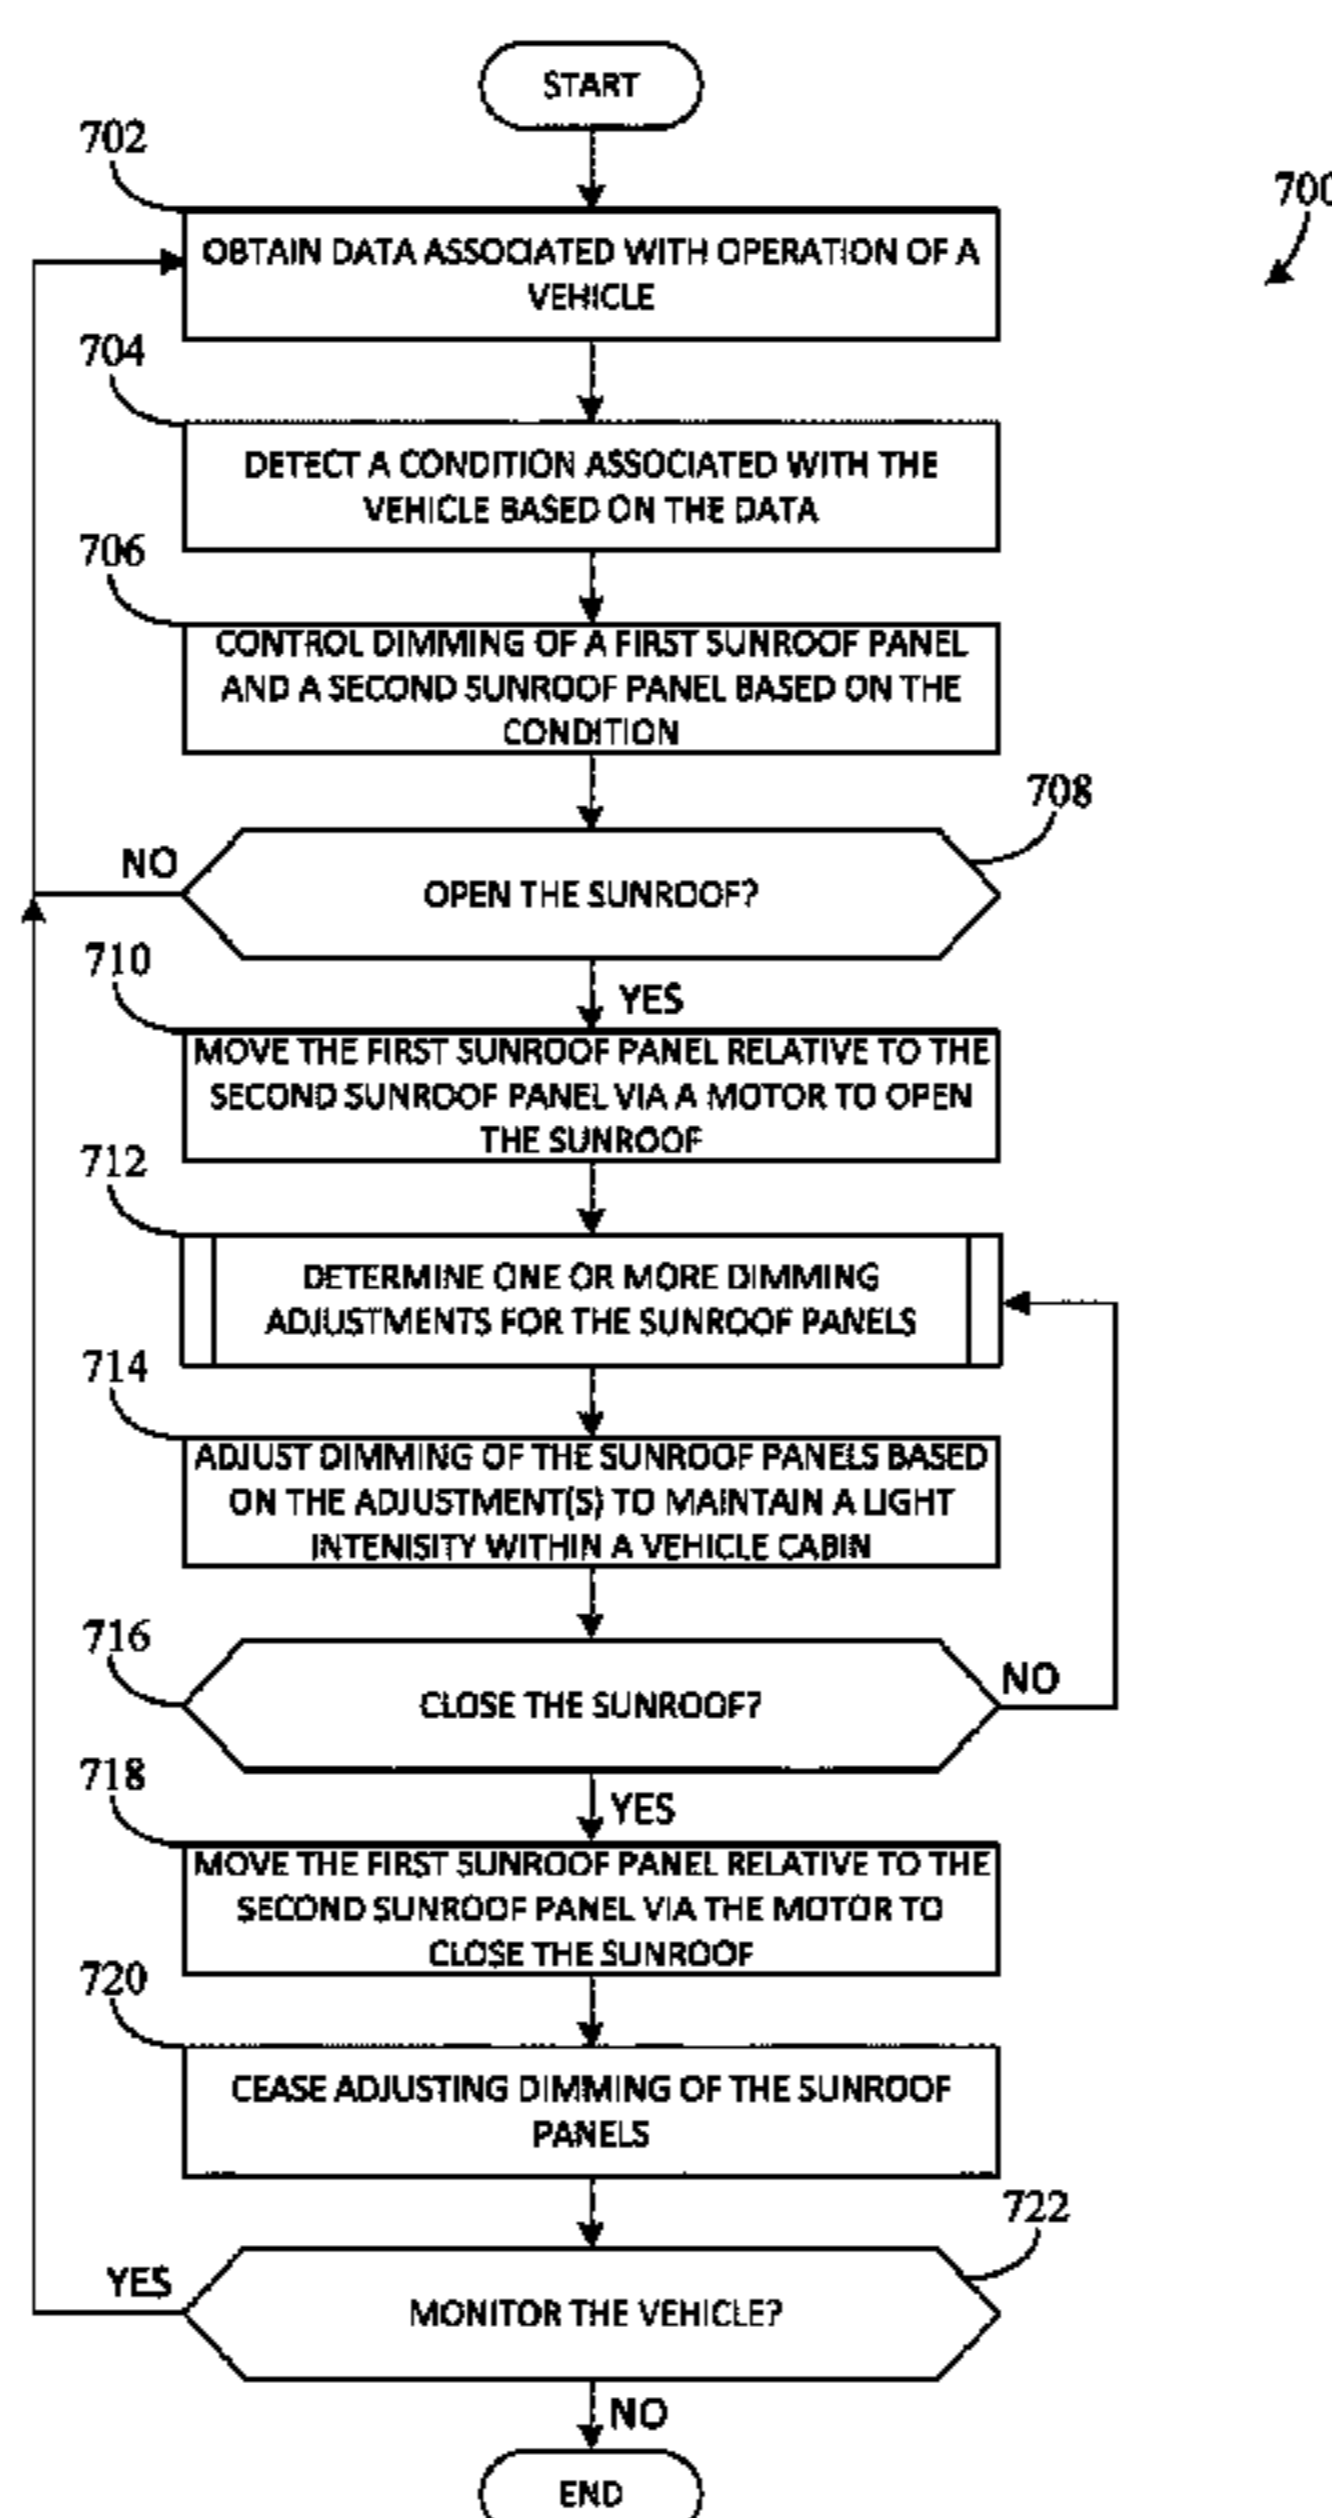 START
702
700
OBTAIN DATA ASSOCIATED WITH OPERATION OF A
VEHICLE
704
DETECT A CONDITION ASSOCIATED WITH THE
VEHICLE BASED ON THE DATA
706
CONTROL DIMMING OF A FIRST SUNROOF PANEL
AND A SECOND SUNROOF PANEL BASED ON THE
CONDITION
708
NO
OPEN THE SUNROOF?
710
YES
MOVE THE FIRST SUNROOF PANEL RELATIVE TO THE
SECOND SUNROOF PANEL VIA A MOTOR TO OPEN
THE SUNROOF
712
DETERMINE ONE OR MORE DIMMING
ADJUSTMENTS FOR THE SUNROOF PANELS
714
ADJUST DIMMING OF THE SUNROOF PANELS BASED
ON THE ADJUSTMENT(S) TO MAINTAIN A LIGHT
INTENISITY WITHIN A VEHICLE CABIN
716
CLOSE THE SUNROOF?
NO
718
YES
MOVE THE FIRST SUNROOF PANEL RELATIVE TO THE
SECOND SUNROOF PANEL VIA THE MOTOR TO
CLOSE THE SUNROOF
720
CEASE ADJUSTING DIMMING OF THE SUNROOF
PANELS
722
YES
MONITOR THE VEHICLE?
NO
END